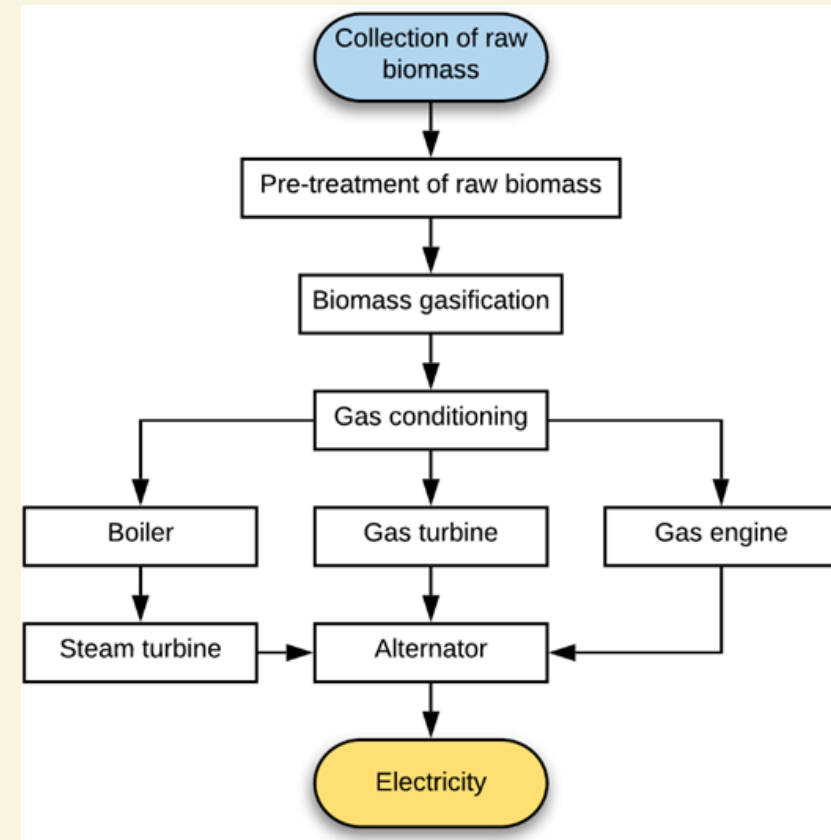 Collection of raw
biomass
Pre-treatment of raw biomass
Biomass gasification
Gas conditioning
Boiler
Gas turbine
Gas engine
Steam turbine
Alternator
Electricity